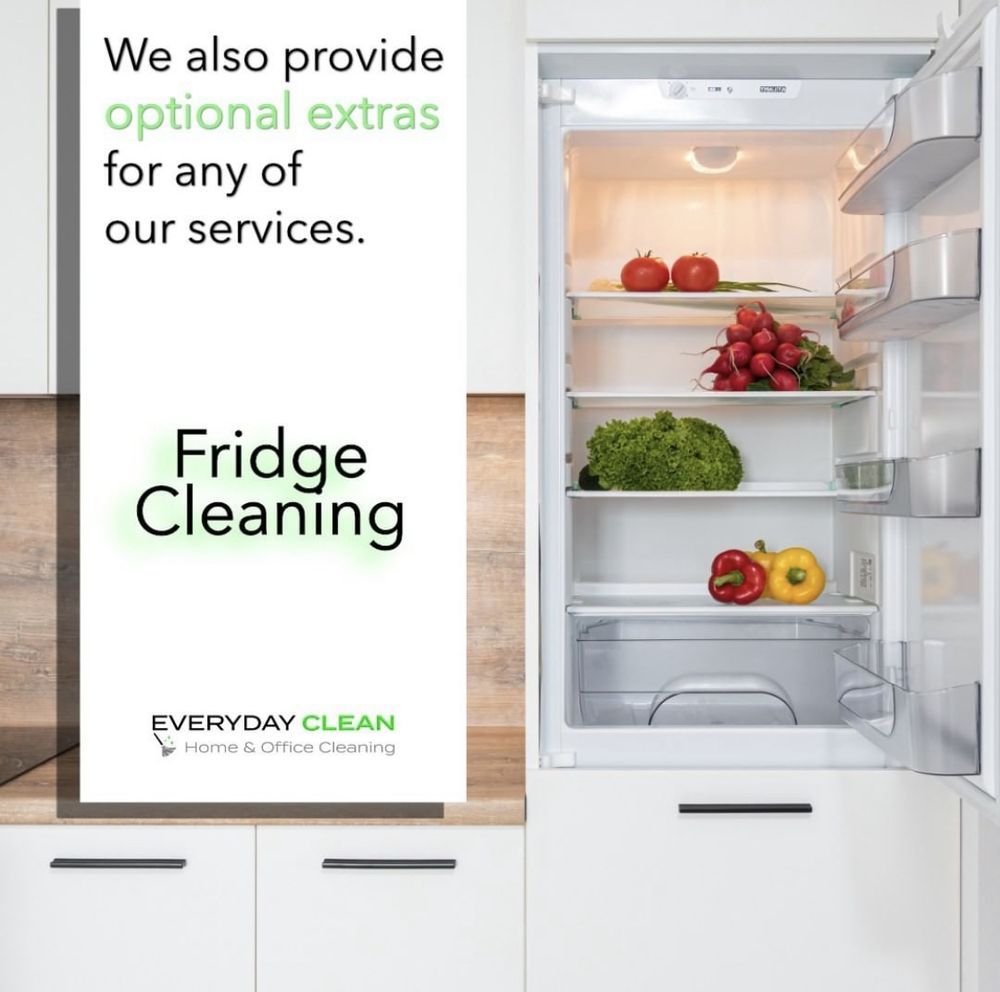 We also provide
optional extras
for any of
our services.
Fridge
Cleaning
EVERYDAY CLEAN
Home & Office Cleaning